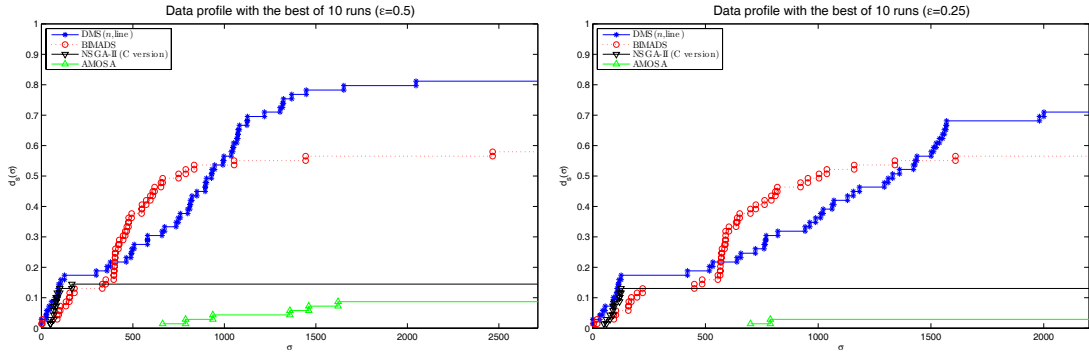 Data profile with the best of 10 runs (ε=0.5)
1
0.9
0.8
0.7
0.6
0.5
0.4
0.3
0.2
0.1
0
d_s(σ)
DMS(n,line)
BIMADS
NSGA-II (C version)
AMOSA
0 500 1000 1500 2000 2500
σ
Data profile with the best of 10 runs (ε=0.25)
1
0.9
0.8
0.7
0.6
0.5
0.4
0.3
0.2
0.1
0
d_s(σ)
DMS(n,line)
BIMADS
NSGA-II (C version)
AMOSA
0 500 1000 1500 2000
σ